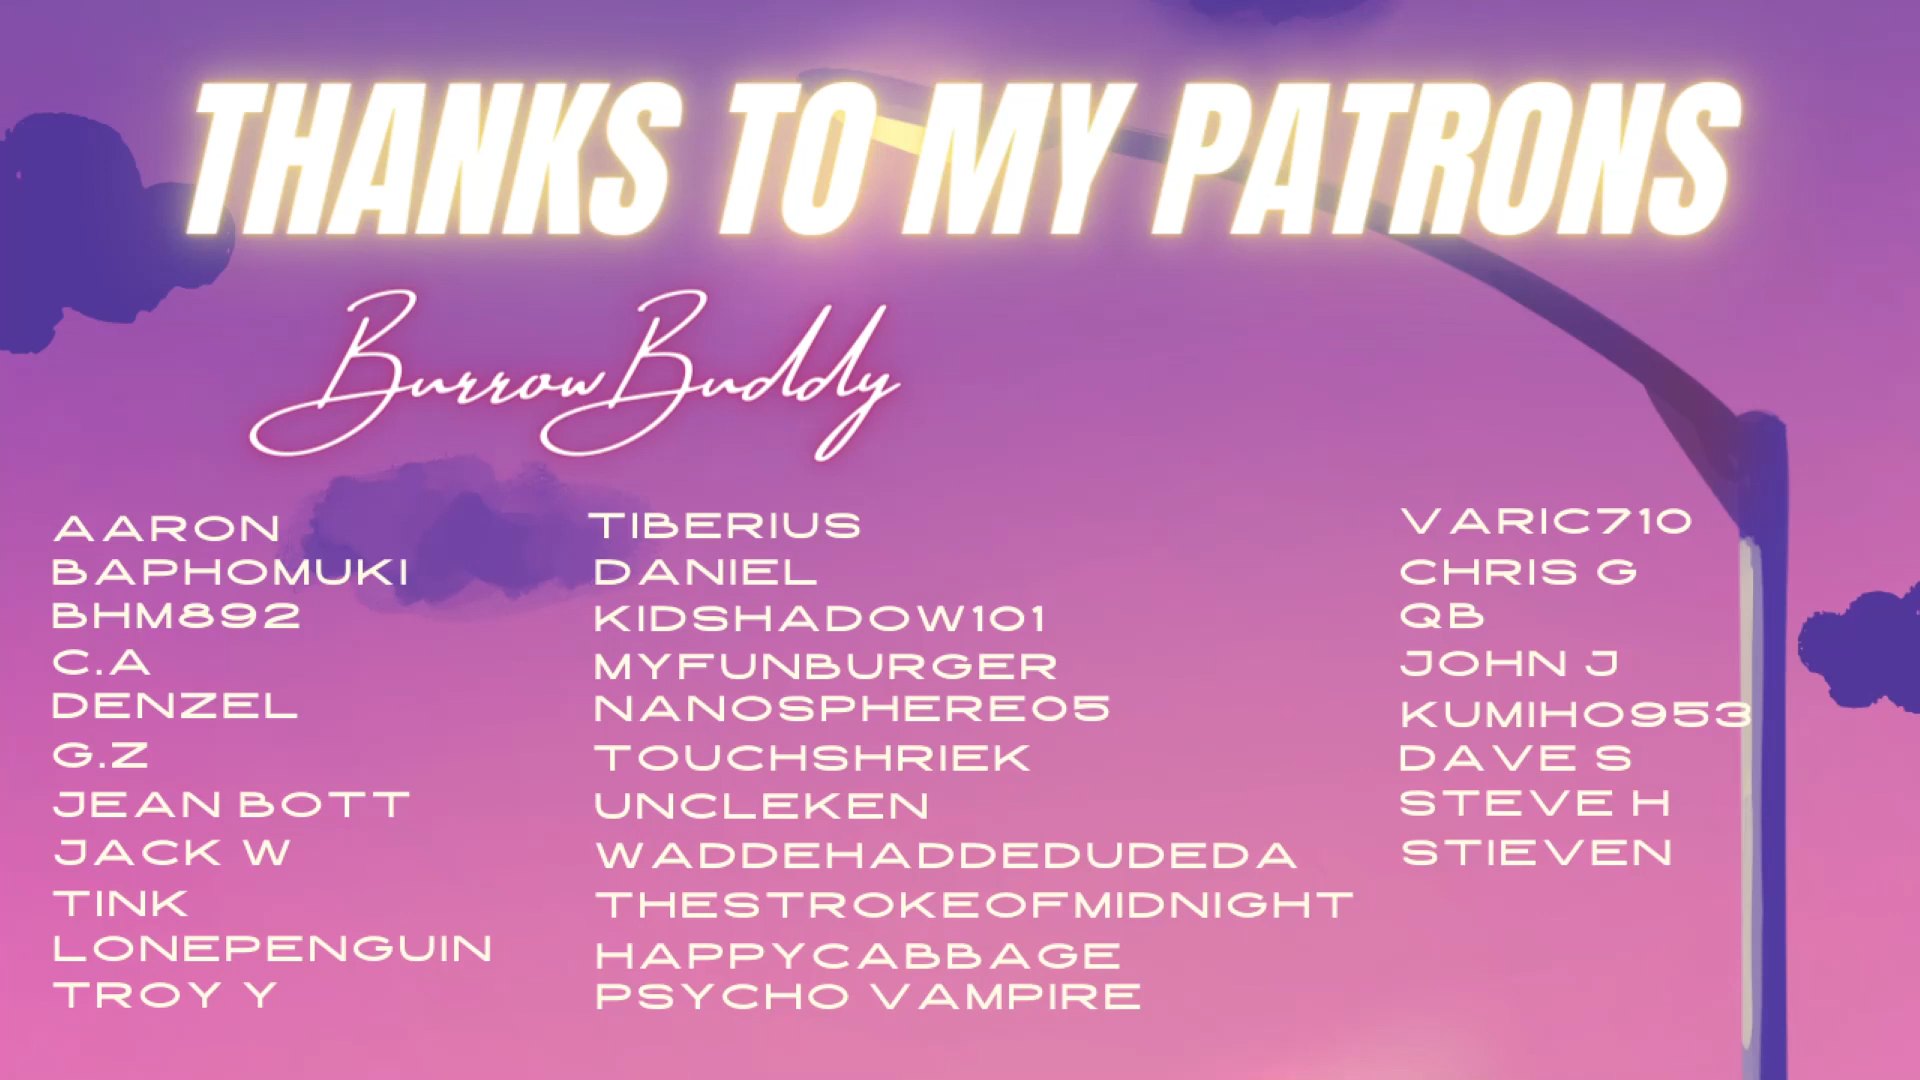 THANKS TO MY PATRONS
BurrowBuddy
AARON
BAPHOMUKI
BHM892
C.A
DENZEL
G.Z
JEAN BOTT
JACK W
TINK
LONEPENGUIN
TROY Y
TIBERIUS
DANIEL
KIDSHADOW101
MYFUNBURGER
NANOSPHERE05
TOUCHSHRIEK
UNCLEKEN
WADDEHADDEDUDEDA
THESTROKEOFMIDNIGHT
HAPPYCABBAGE
PSYCHO VAMPIRE
VARIC710
CHRIS G
QB
JOHN J
KUMIHO953
DAVE S
STEVE H
STIEVEN